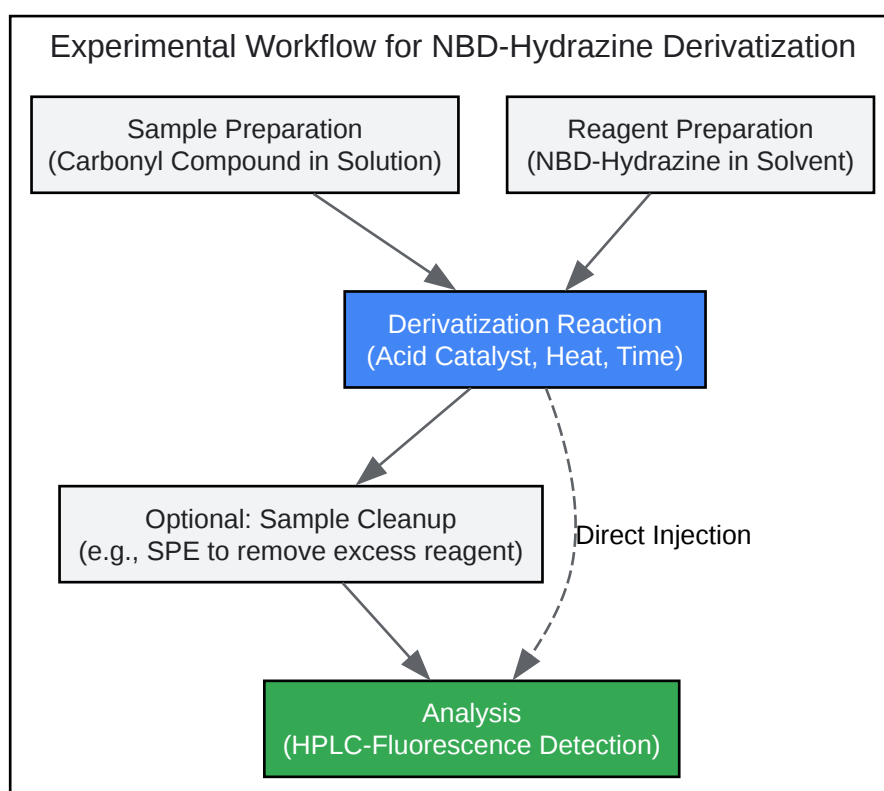 Experimental Workflow for NBD-Hydrazine Derivatization
Sample Preparation
(Carbonyl Compound in Solution)
Reagent Preparation
(NBD-Hydrazine in Solvent)
Derivatization Reaction
(Acid Catalyst, Heat, Time)
Optional: Sample Cleanup
(e.g., SPE to remove excess reagent)
Direct Injection
Analysis
(HPLC-Fluorescence Detection)